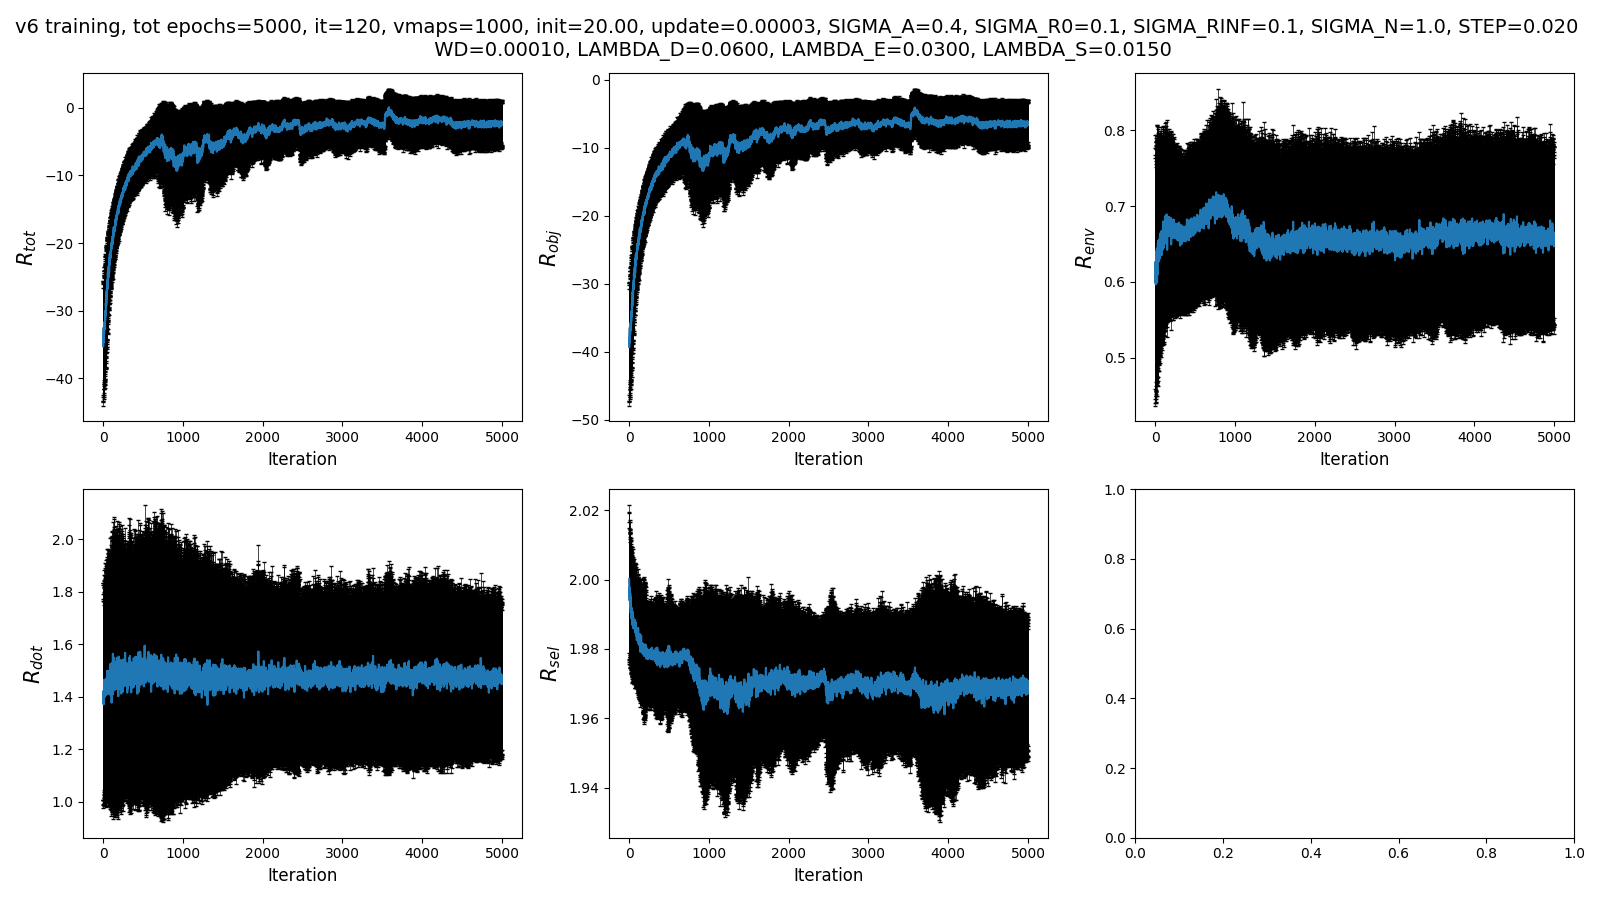 v6 training, tot epochs=5000, it=120, vmaps=1000, init=20.00, update=0.00003, SIGMA_A=0.4, SIGMA_R0=0.1, SIGMA_RINF=0.1, SIGMA_N=1.0, STEP=0.020
WD=0.00010, LAMBDA_D=0.0600, LAMBDA_E=0.0300, LAMBDA_S=0.0150
R_tot
0
−10
−20
−30
−40
0 1000 2000 3000 4000 5000
Iteration
R_obj
0
−10
−20
−30
−40
−50
0 1000 2000 3000 4000 5000
Iteration
R_env
0.8
0.7
0.6
0.5
0 1000 2000 3000 4000 5000
Iteration
R_dot
2.0
1.8
1.6
1.4
1.2
1.0
0 1000 2000 3000 4000 5000
Iteration
R_sel
2.02
2.00
1.98
1.96
1.94
0 1000 2000 3000 4000 5000
Iteration
1.0
0.8
0.6
0.4
0.2
0.0
0.0 0.2 0.4 0.6 0.8 1.0